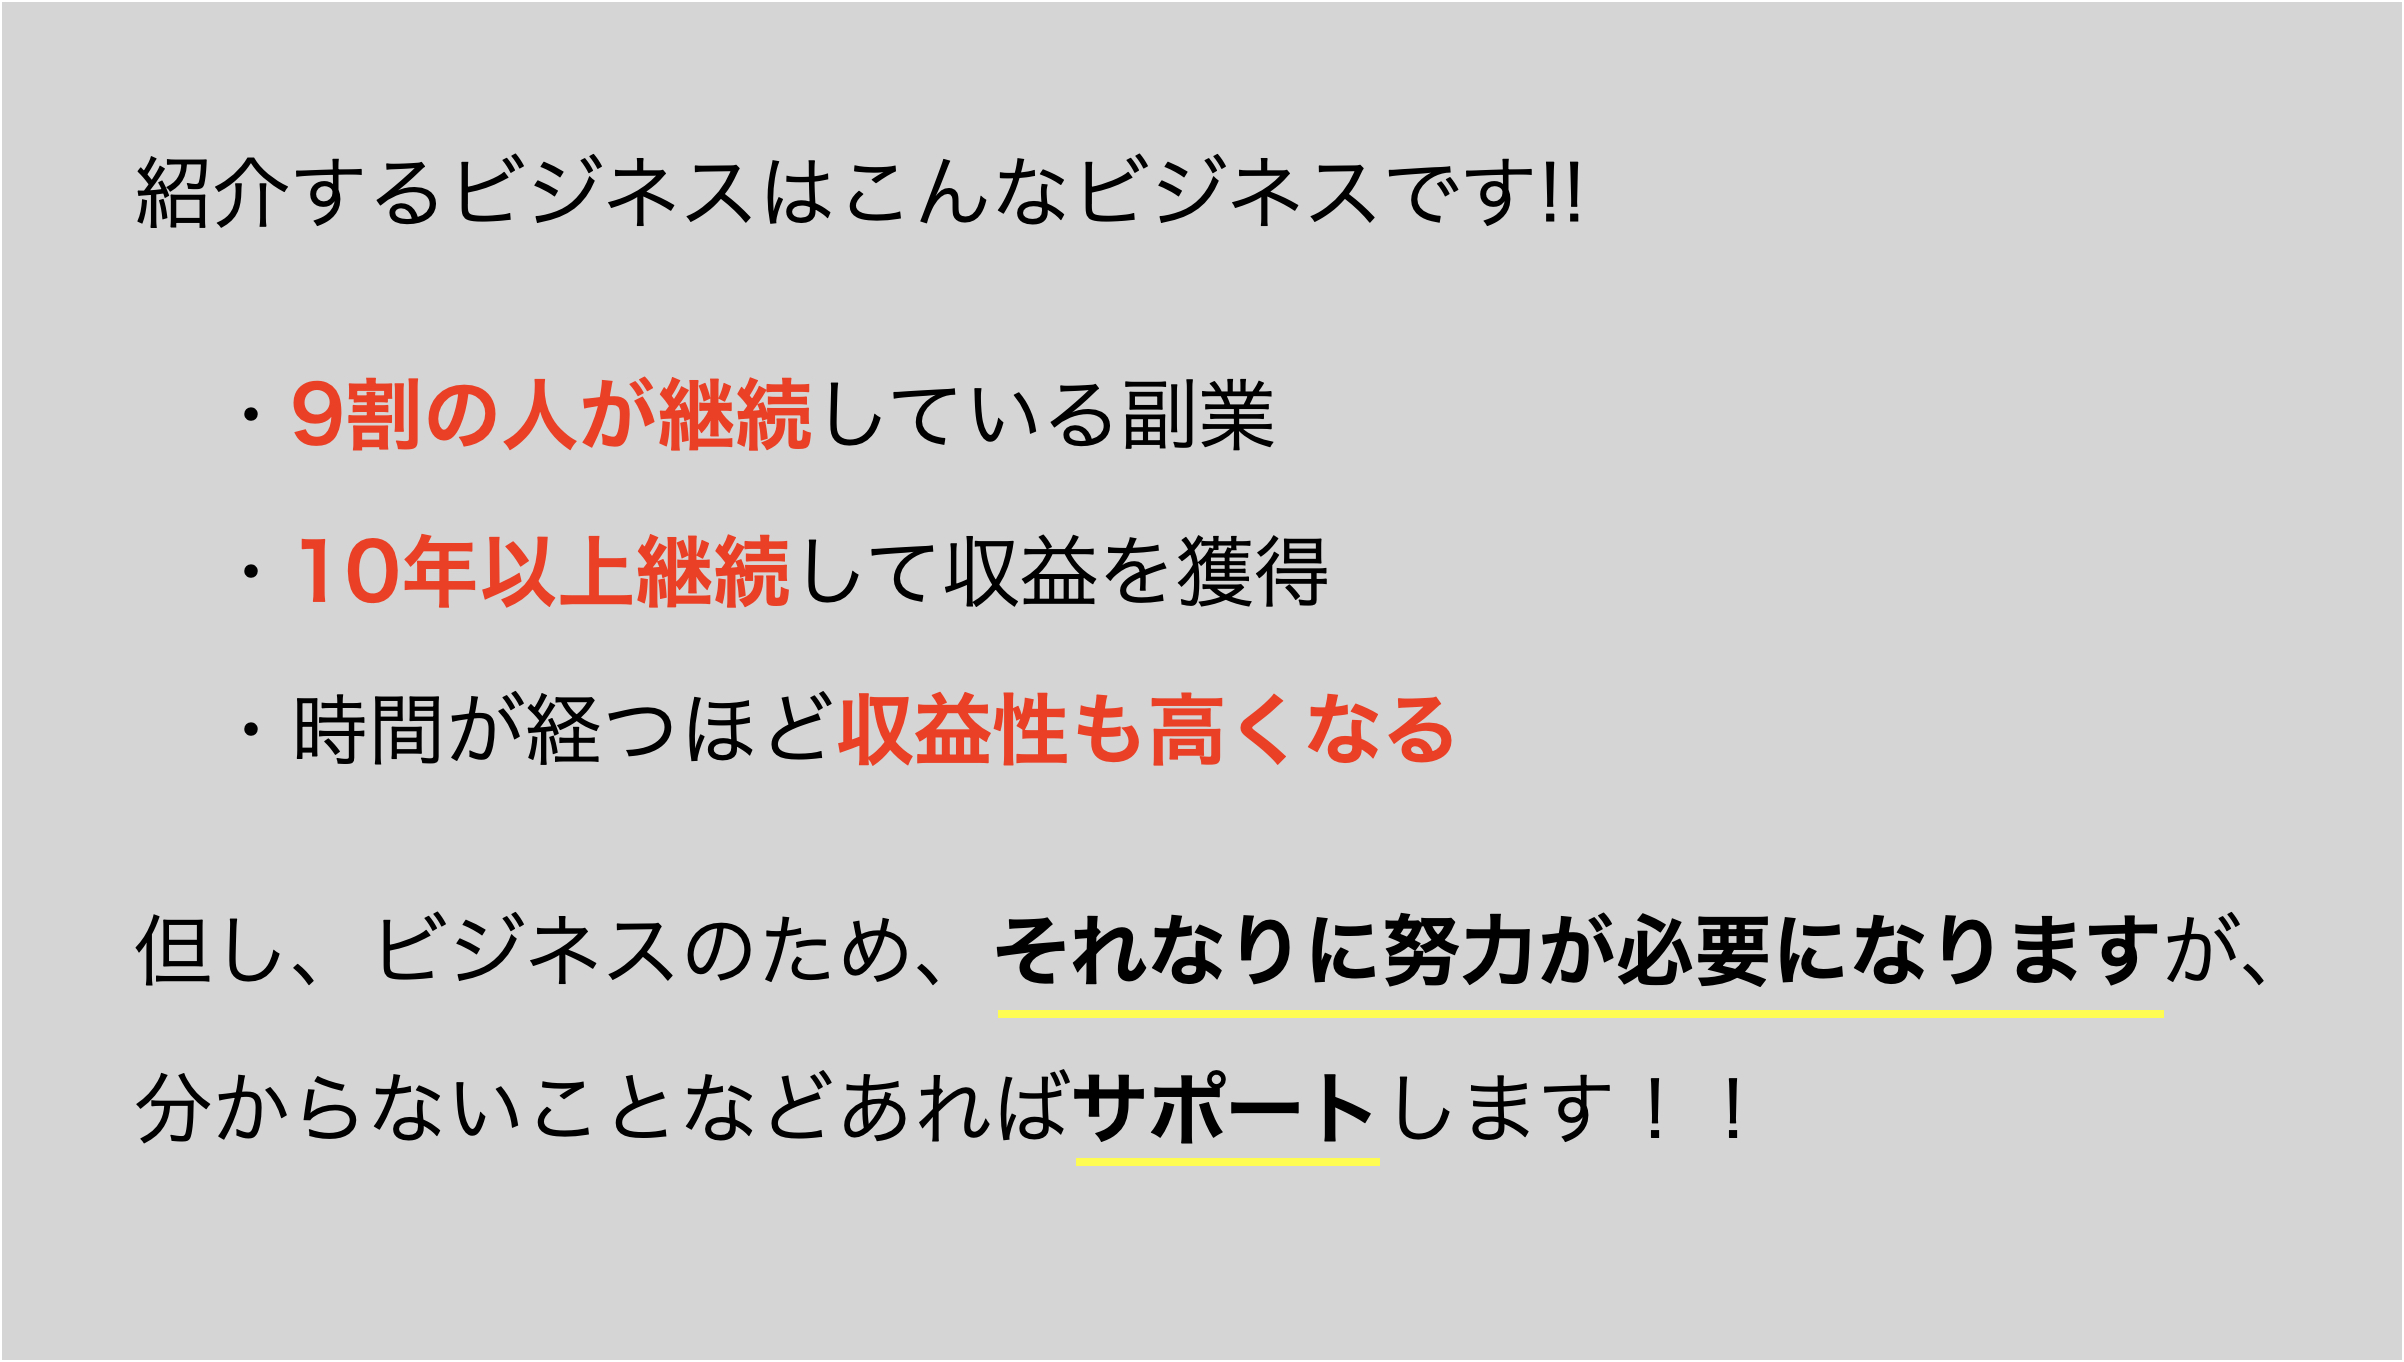 紹介するビジネスはこんなビジネスです!!
・9割の人が継続している副業
・10年以上継続して収益を獲得
・時間が経つほど収益性も高くなる
但し、ビジネスのため、それなりに努力が必要になりますが、
分からないことなどあればサポートします！！